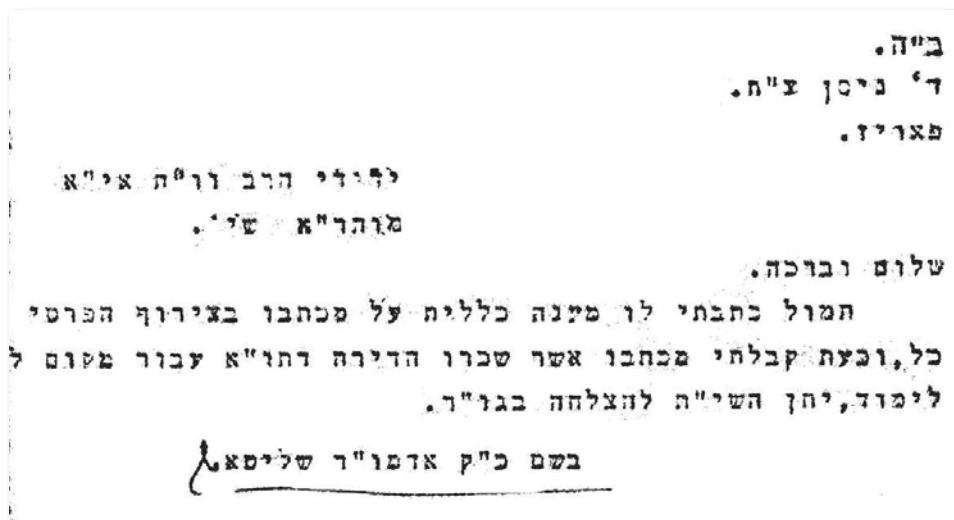 ב"ה.
ד' ניסן צ"ח.
פאריז.
ידידי הרב וו"ח אי"א
מוהר"א שי'.
שלום וברכה.
תמול כתבתי לו מענה כללית על מכתבו בצירוף הפרטי
כל,וכעת קבלתי מכתבו אשר שכרו הדירה דתו"א עבור מקום ל
לימוד,יתן השי"ת להצלחה בגו"ר.
בשם כ"ק אדמו"ר שליטא.